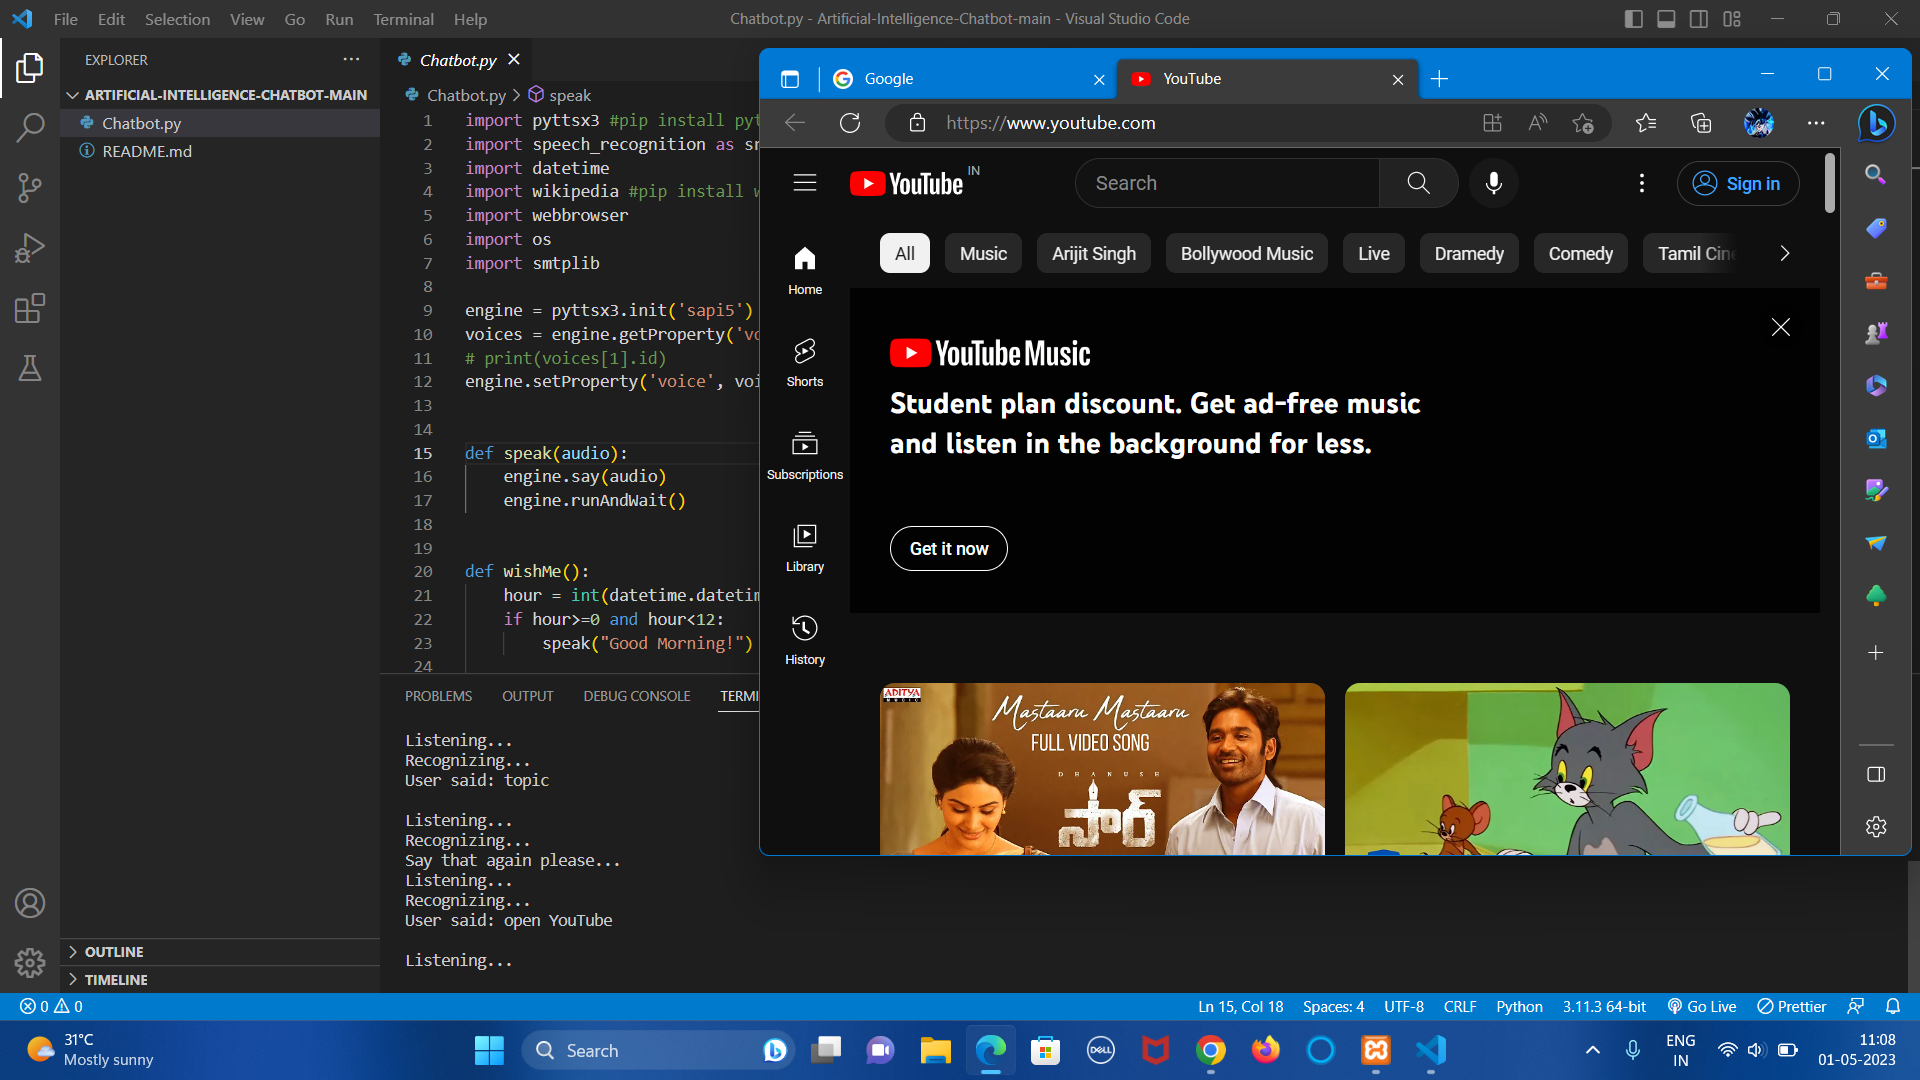 File Edit Selection View Go Run Terminal Help
Chatbot.py - Artificial-Intelligence-Chatbot-main - Visual Studio Code
EXPLORER
ARTIFICIAL-INTELLIGENCE-CHATBOT-MAIN
Chatbot.py
README.md
OUTLINE
TIMELINE
Chatbot.py
Chatbot.py > speak
1 import pyttsx3 #pip install pyt
2 import speech_recognition as sr
3 import datetime
4 import wikipedia #pip install w
5 import webbrowser
6 import os
7 import smtplib
8
9 engine = pyttsx3.init('sapi5')
10 voices = engine.getProperty('vo
11 # print(voices[1].id)
12 engine.setProperty('voice', voi
13
14
15 def speak(audio):
16 engine.say(audio)
17 engine.runAndWait()
18
19
20 def wishMe():
21 hour = int(datetime.datetim
22 if hour>=0 and hour<12:
23 speak("Good Morning!")
24
PROBLEMS OUTPUT DEBUG CONSOLE TERMI
Listening...
Recognizing...
User said: topic
Listening...
Recognizing...
Say that again please...
Listening...
Recognizing...
User said: open YouTube
Listening...
Google
YouTube
https://www.youtube.com
YouTube IN
Search
Sign in
All Music Arijit Singh Bollywood Music Live Dramedy Comedy Tamil Cine
Home
Shorts
Subscriptions
Library
History
YouTube Music
Student plan discount. Get ad-free music
and listen in the background for less.
Get it now
ADITYA
MUSIC
Mastaaru Mastaaru
FULL VIDEO SONG
DHANUSH
సార్
0 0
Ln 15, Col 18 Spaces: 4 UTF-8 CRLF Python 3.11.3 64-bit Go Live Prettier
31°C
Mostly sunny
Search
DELL
ENG
IN
11:08
01-05-2023